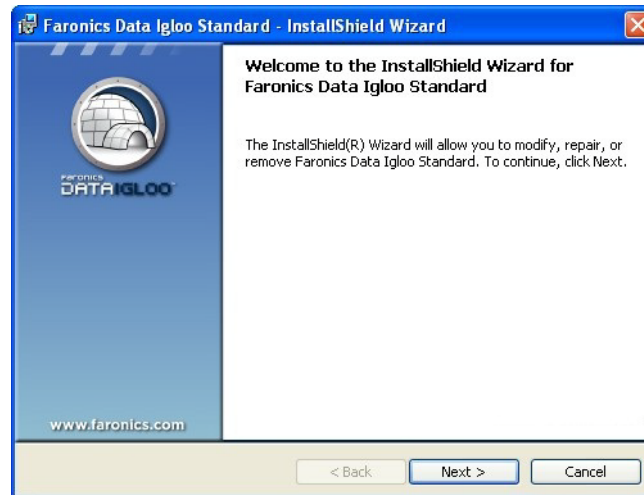 Faronics Data Igloo Standard - InstallShield Wizard
Welcome to the InstallShield Wizard for
Faronics Data Igloo Standard
The InstallShield(R) Wizard will allow you to modify, repair, or
remove Faronics Data Igloo Standard. To continue, click Next.
FARONICS
DATA IGLOO
www.faronics.com
< Back
Next >
Cancel